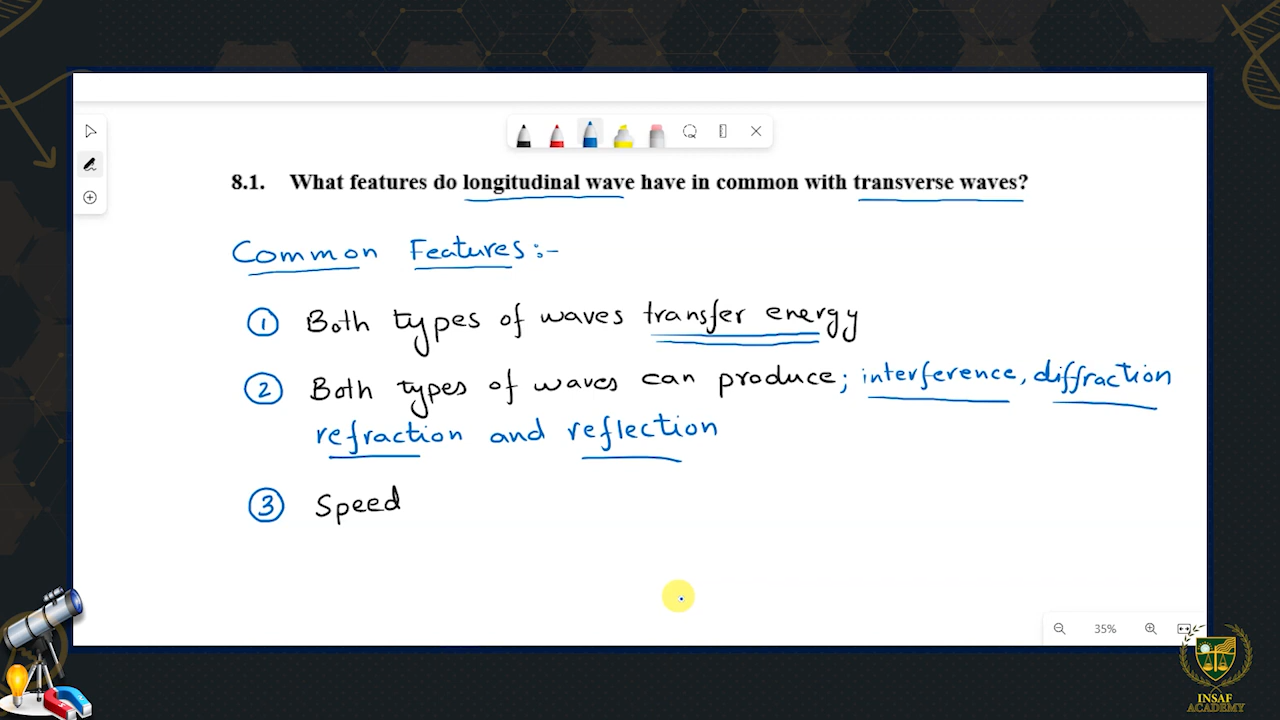 8.1. What features do longitudinal wave have in common with transverse waves?
Common Features:-
1 Both types of waves transfer energy
2 Both types of waves can produce; interference, diffraction
refraction and reflection
3 Speed
35%
INSAF
ACADEMY